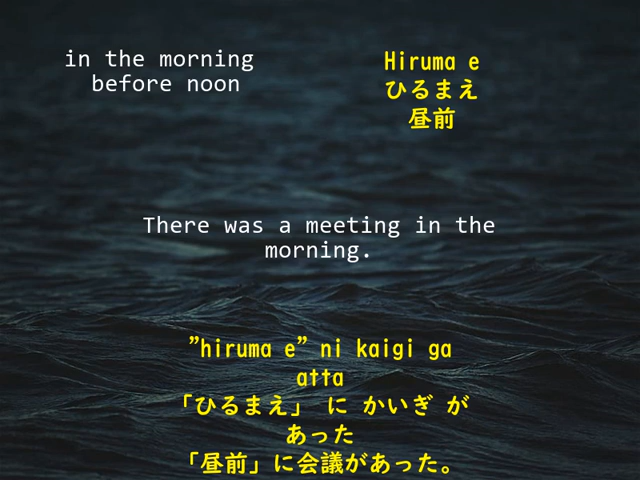 in the morning
before noon
Hiruma e
ひるまえ
昼前
There was a meeting in the
morning.
”hiruma e” ni kaigi ga
atta
「ひるまえ」 に かいぎ が
あった
「昼前」に会議があった。